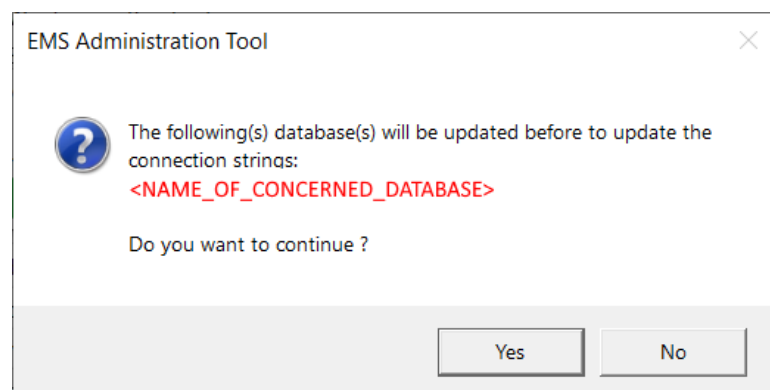 EMS Administration Tool
The following(s) database(s) will be updated before to update the
connection strings:
<NAME_OF_CONCERNED_DATABASE>
Do you want to continue ?
Yes
No